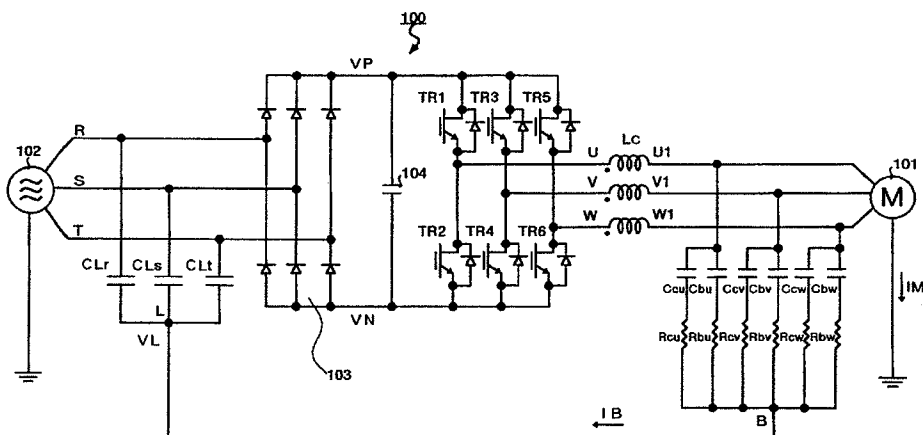 100
VP
TR1 TR3 TR5
R
Lc
102
U U1
101
104
S
V V1
M
T
W W1
TR2 TR4 TR6
CLr CLs CLt
Ccu Cbu Ccv Cbv Ccw Cbw
IM
L
VN
VL
Rcu Rbu Rcv Rbv Rcw Rbw
103
IB
B